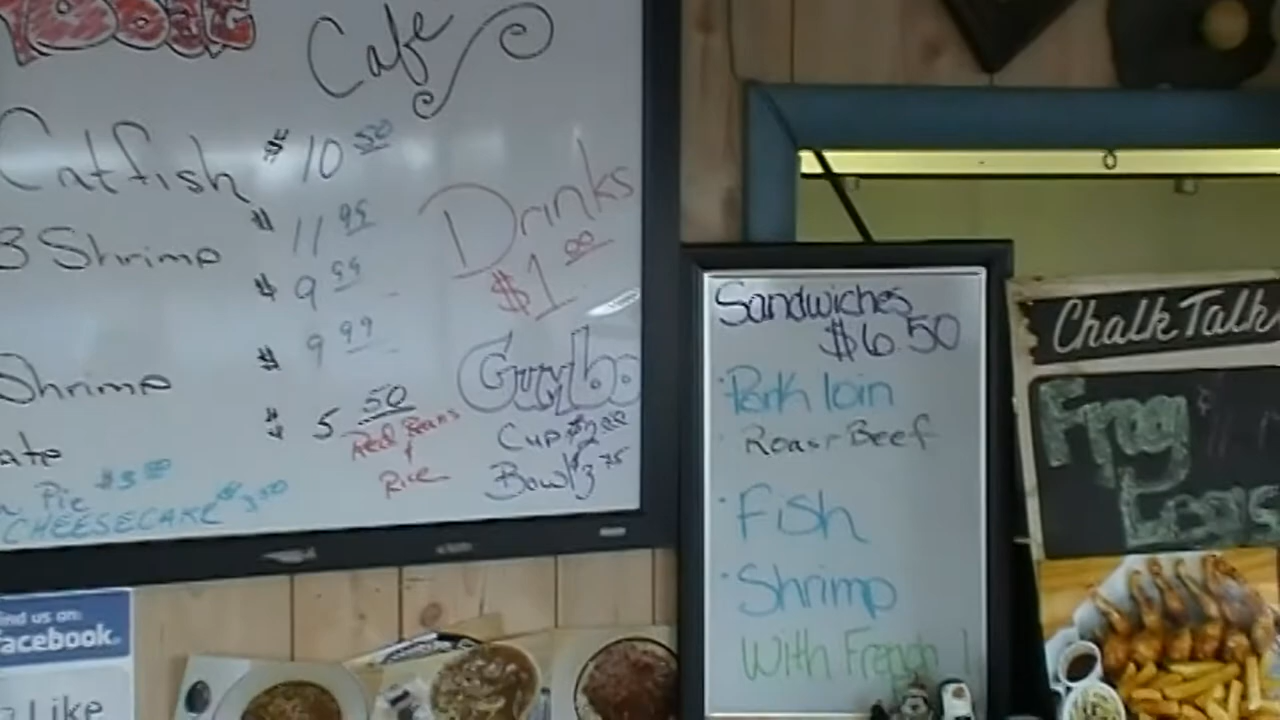 Cafe
Catfish $10.50
3 Shrimp $11.95
$9.99
Shrimp $9.99
$5.50
Red Beans
&
Rice
Pie $3.00
CHEESECAKE $3.00
Drinks
$1.00
Gumbo
Cup $2
Bowl $3.75
Sandwiches
$6.50
Pork loin
Roast Beef
Fish
Shrimp
With French
Chalk Talk
Frog
Legs
find us on:
facebook.
Like